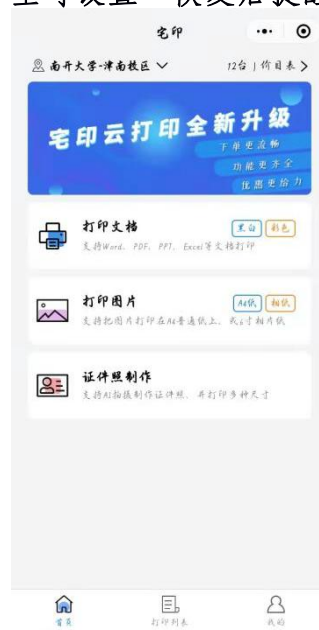 宅印
南开大学-津南校区
12台 | 价目表
宅印云打印全新升级
下单更流畅
功能更齐全
优惠更给力
打印文档
黑白 彩色
支持Word、PDF、PPT、Excel等文档打印
打印图片
A4纸 相纸
支持把图片打印在A4普通纸上、或6寸相片纸
证件照制作
支持AI拍摄制作证件照、并打印多种尺寸
首页
打印列表
我的